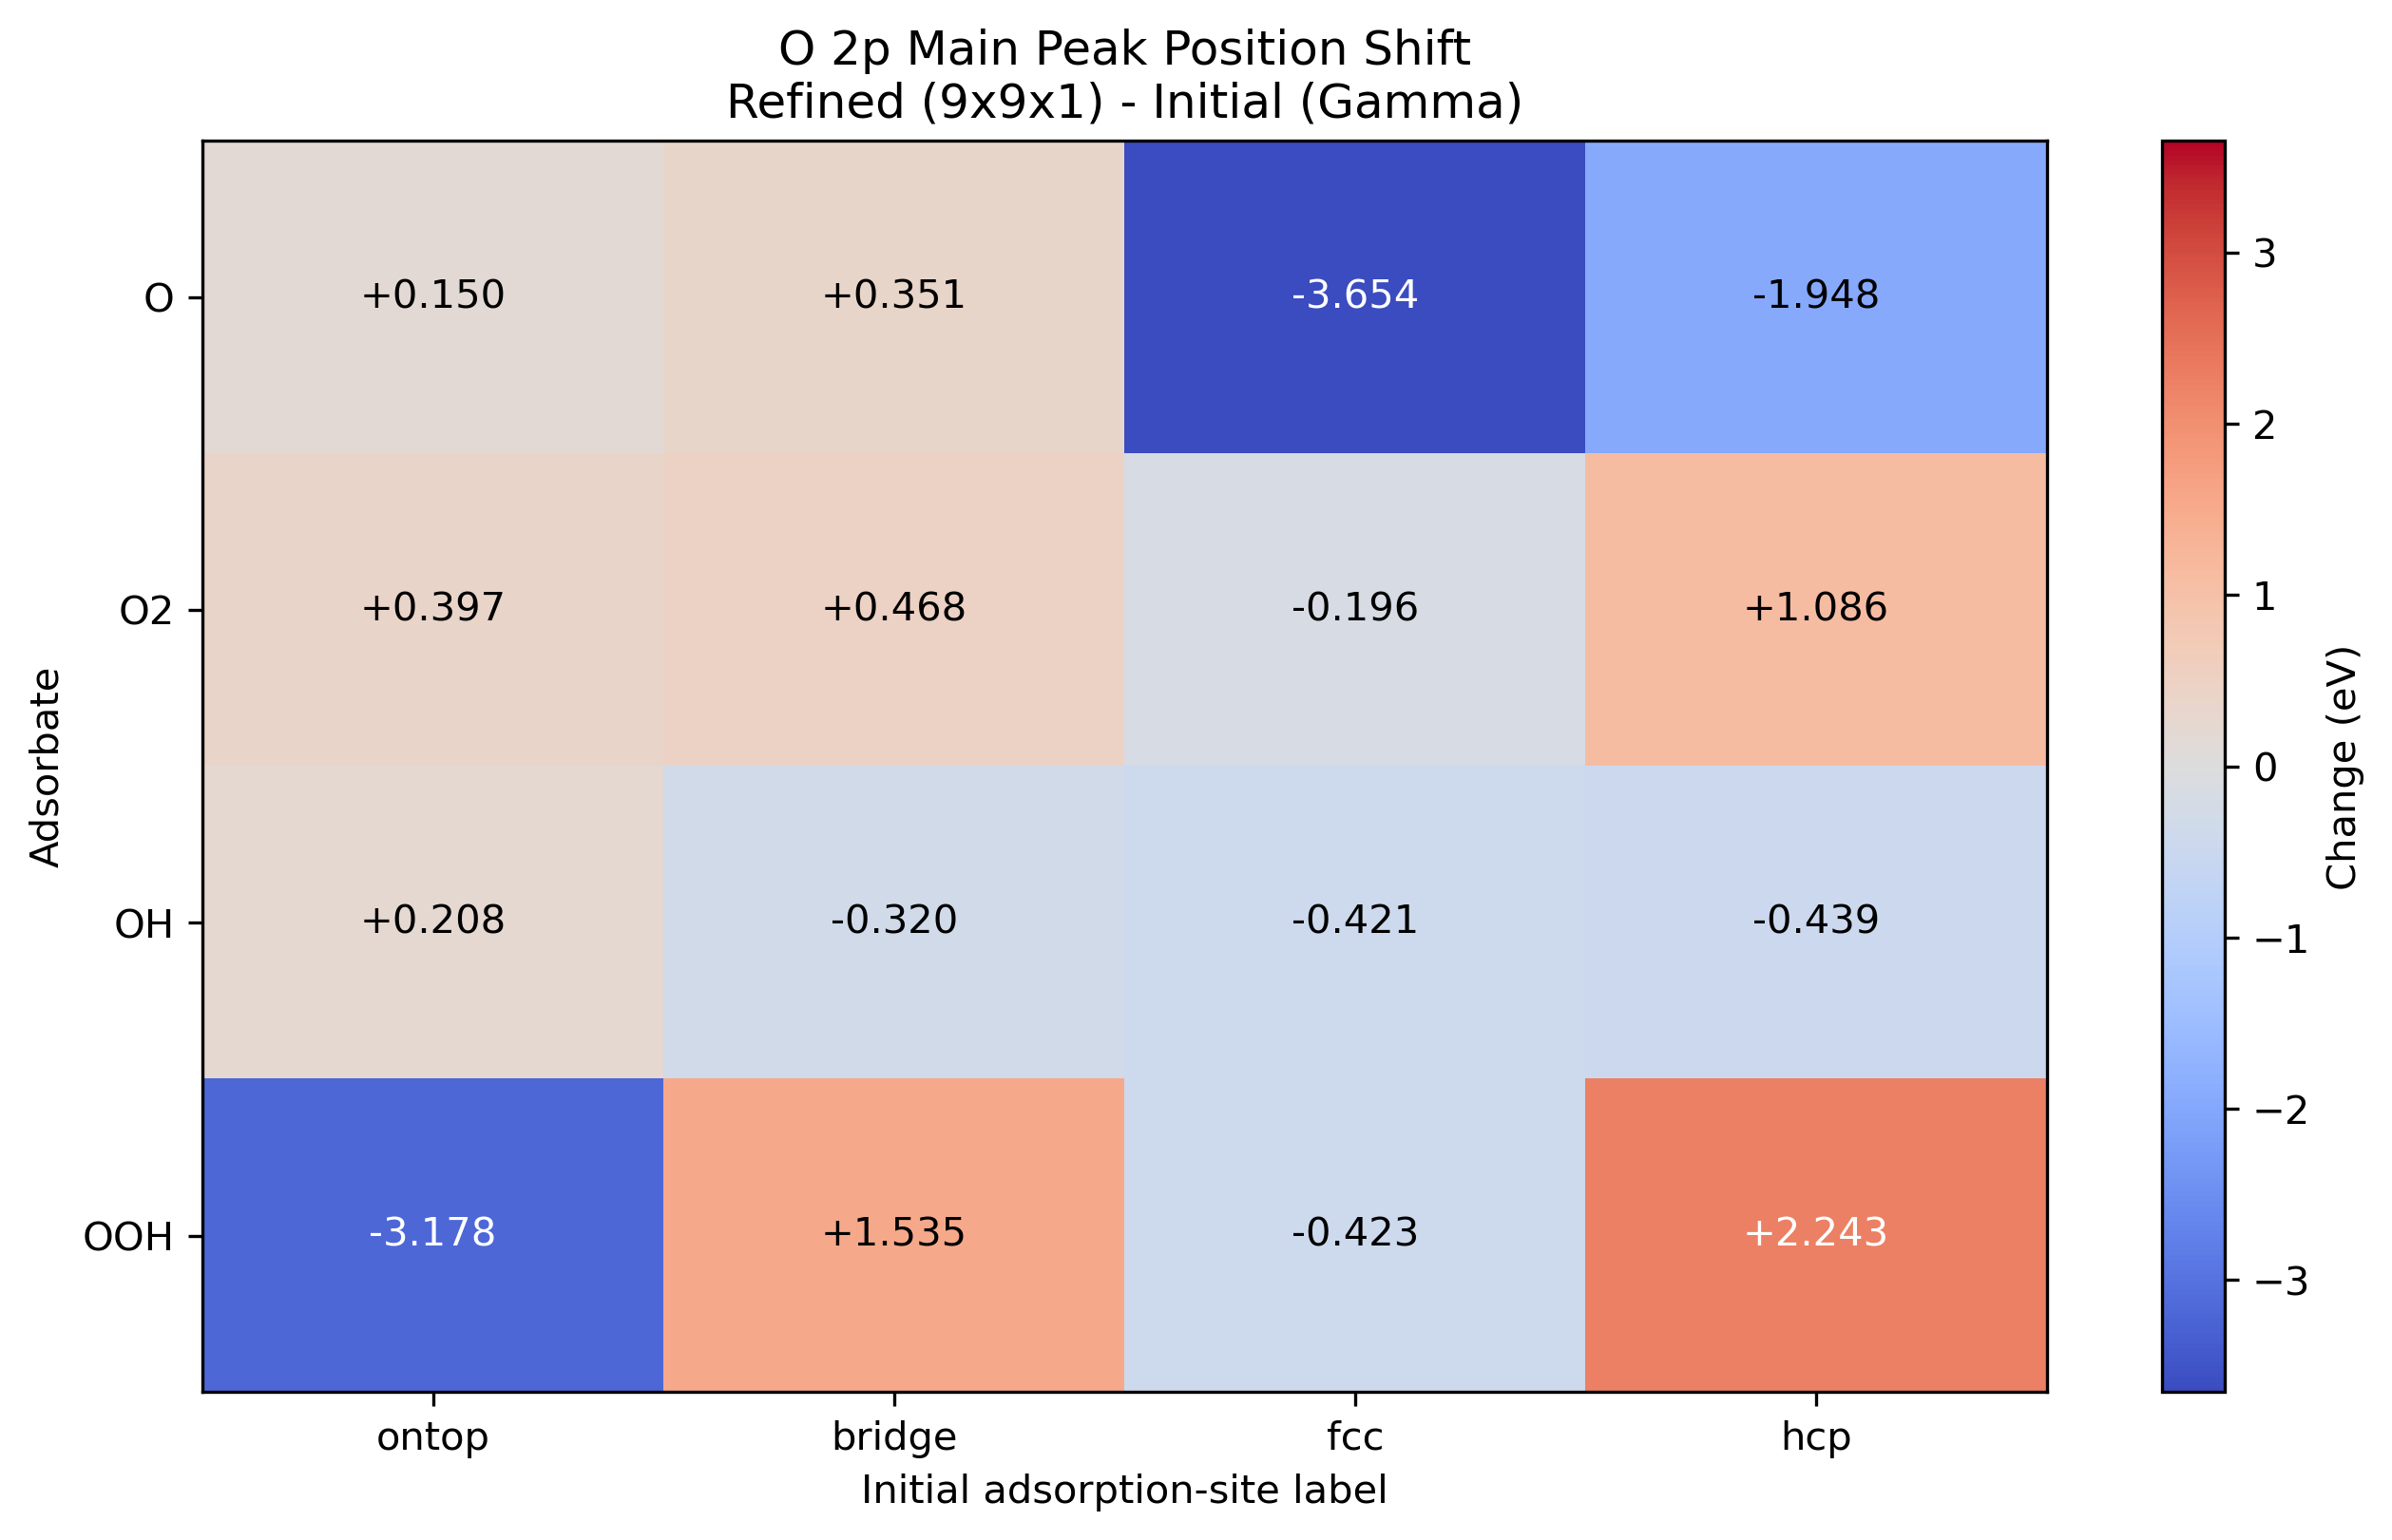 O 2p Main Peak Position Shift
Refined (9x9x1) - Initial (Gamma)
Adsorbate
O
+0.150
+0.351
-3.654
-1.948
O2
+0.397
+0.468
-0.196
+1.086
OH
+0.208
-0.320
-0.421
-0.439
OOH
-3.178
+1.535
-0.423
+2.243
ontop
bridge
fcc
hcp
Initial adsorption-site label
3
2
1
0
−1
−2
−3
Change (eV)